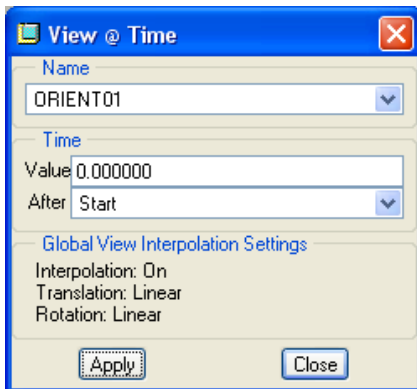 View @ Time
Name
ORIENT01
Time
Value 0.000000
After Start
Global View Interpolation Settings
Interpolation: On
Translation: Linear
Rotation: Linear
Apply Close